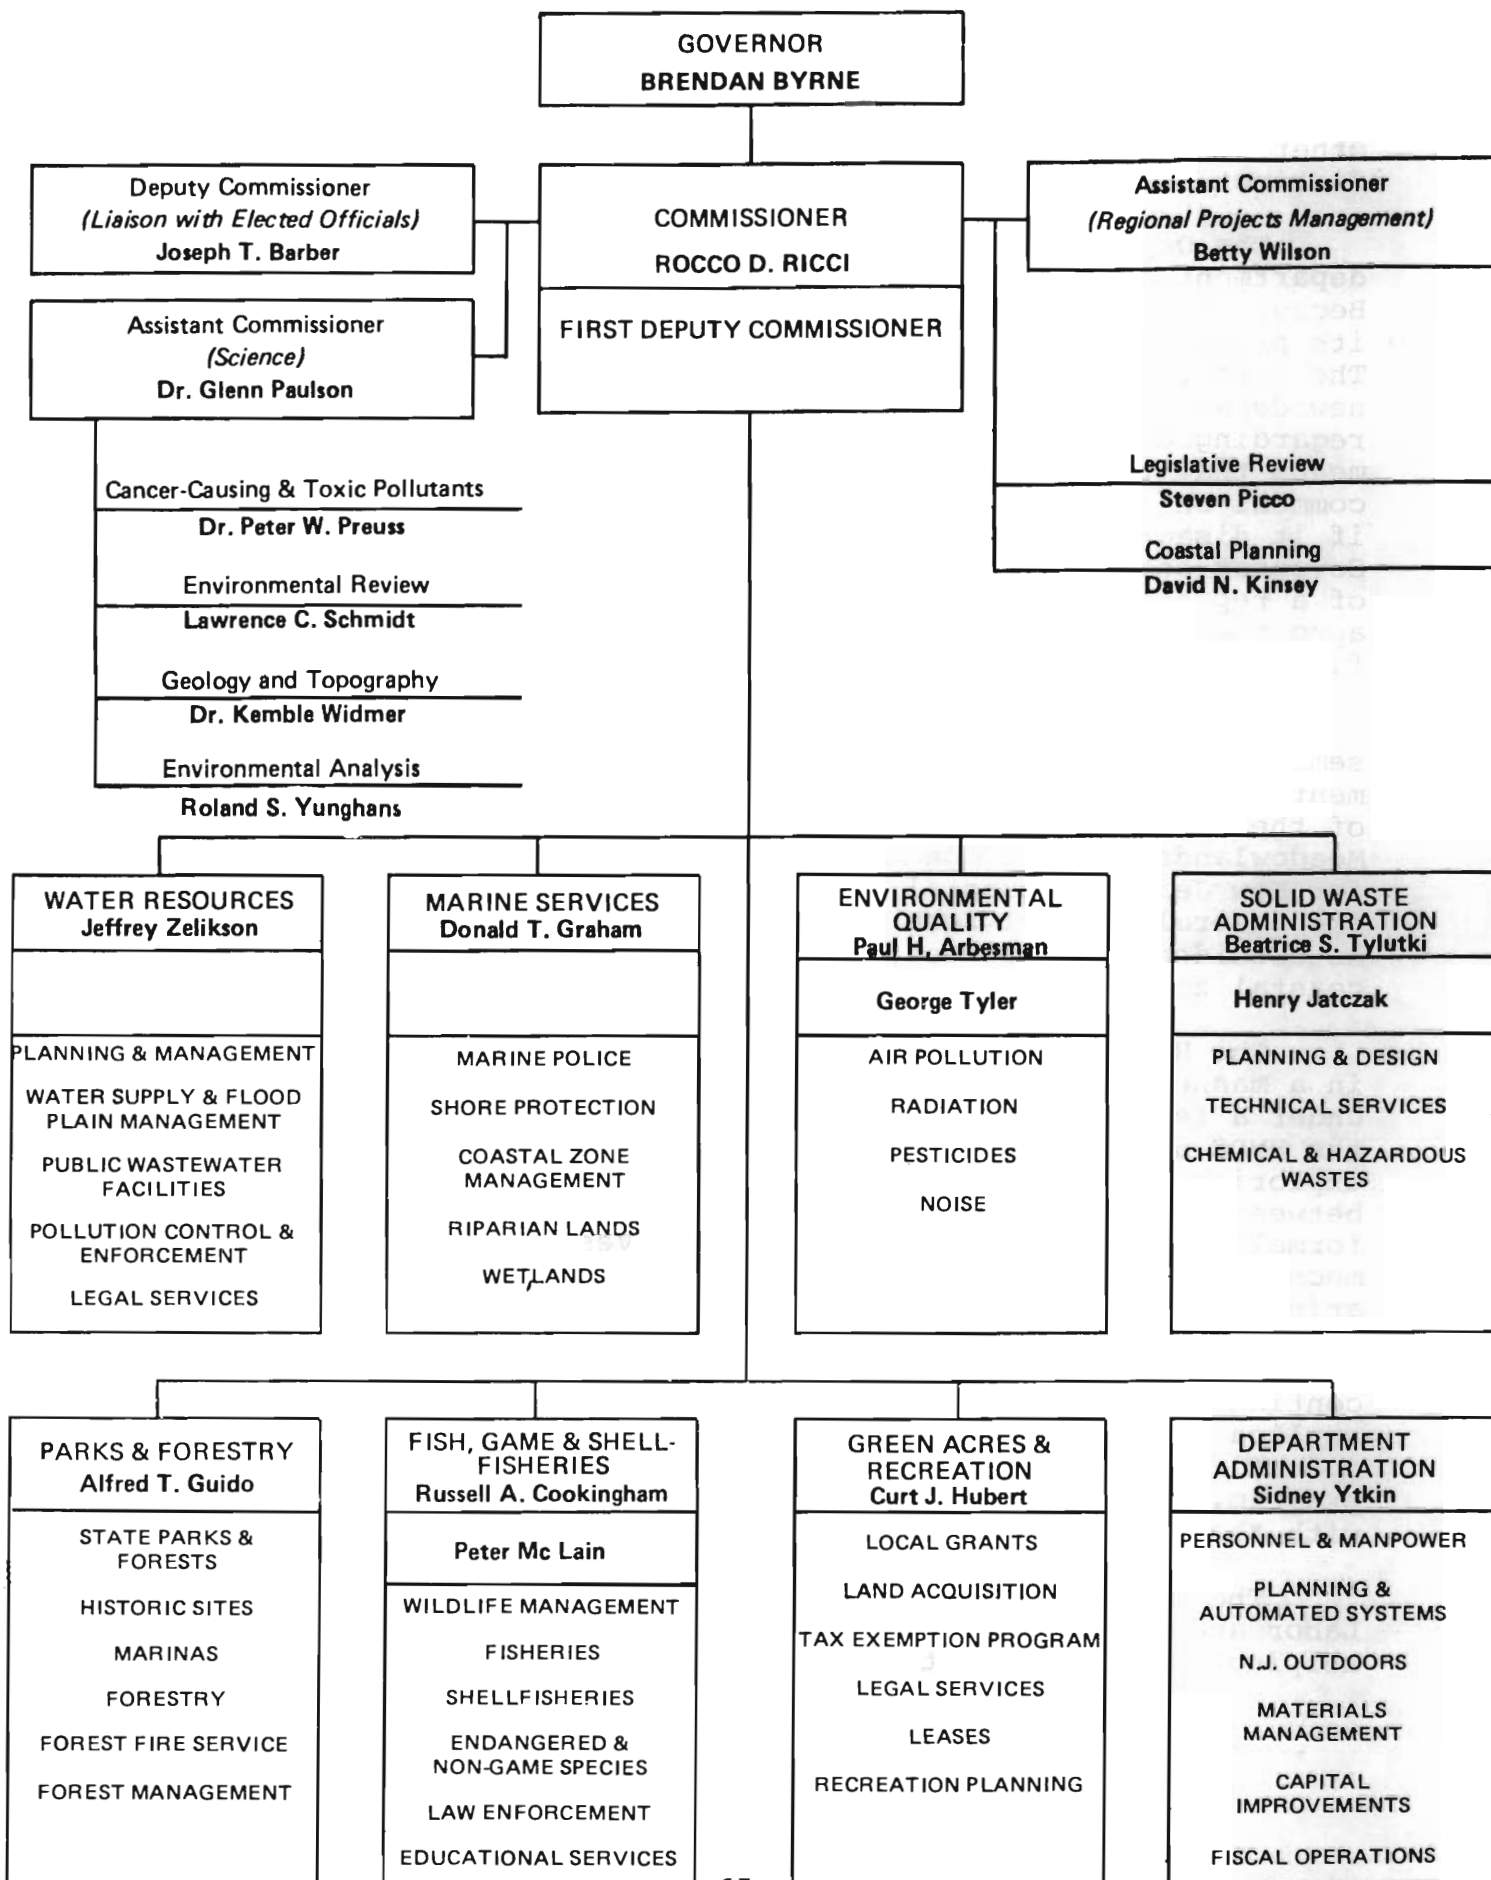 GOVERNOR
BRENDAN BYRNE
Deputy Commissioner
(Liaison with Elected Officials)
Joseph T. Barber
COMMISSIONER
ROCCO D. RICCI
FIRST DEPUTY COMMISSIONER
Assistant Commissioner
(Regional Projects Management)
Betty Wilson
Assistant Commissioner
(Science)
Dr. Glenn Paulson
Cancer-Causing & Toxic Pollutants
Dr. Peter W. Preuss
Environmental Review
Lawrence C. Schmidt
Geology and Topography
Dr. Kemble Widmer
Environmental Analysis
Roland S. Yunghans
Legislative Review
Steven Picco
Coastal Planning
David N. Kinsey
WATER RESOURCES
Jeffrey Zelikson
PLANNING & MANAGEMENT
WATER SUPPLY & FLOOD
PLAIN MANAGEMENT
PUBLIC WASTEWATER
FACILITIES
POLLUTION CONTROL &
ENFORCEMENT
LEGAL SERVICES
MARINE SERVICES
Donald T. Graham
MARINE POLICE
SHORE PROTECTION
COASTAL ZONE
MANAGEMENT
RIPARIAN LANDS
WETLANDS
ENVIRONMENTAL
QUALITY
Paul H. Arbesman
George Tyler
AIR POLLUTION
RADIATION
PESTICIDES
NOISE
SOLID WASTE
ADMINISTRATION
Beatrice S. Tylutki
Henry Jatczak
PLANNING & DESIGN
TECHNICAL SERVICES
CHEMICAL & HAZARDOUS
WASTES
PARKS & FORESTRY
Alfred T. Guido
STATE PARKS &
FORESTS
HISTORIC SITES
MARINAS
FORESTRY
FOREST FIRE SERVICE
FOREST MANAGEMENT
FISH, GAME & SHELL-
FISHERIES
Russell A. Cookingham
Peter Mc Lain
WILDLIFE MANAGEMENT
FISHERIES
SHELLFISHERIES
ENDANGERED &
NON-GAME SPECIES
LAW ENFORCEMENT
EDUCATIONAL SERVICES
GREEN ACRES &
RECREATION
Curt J. Hubert
LOCAL GRANTS
LAND ACQUISITION
TAX EXEMPTION PROGRAM
LEGAL SERVICES
LEASES
RECREATION PLANNING
DEPARTMENT
ADMINISTRATION
Sidney Ytkin
PERSONNEL & MANPOWER
PLANNING &
AUTOMATED SYSTEMS
N.J. OUTDOORS
MATERIALS
MANAGEMENT
CAPITAL
IMPROVEMENTS
FISCAL OPERATIONS